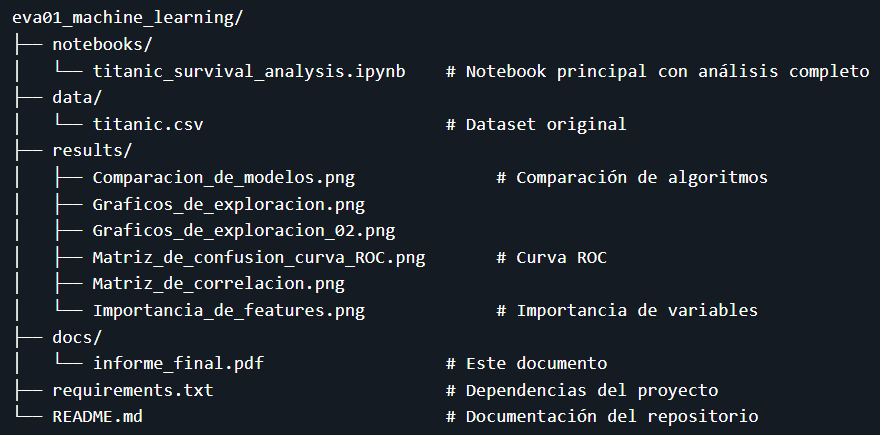 eva01_machine_learning/
├── notebooks/
│   └── titanic_survival_analysis.ipynb    # Notebook principal con análisis completo
├── data/
│   └── titanic.csv                        # Dataset original
├── results/
│   ├── Comparacion_de_modelos.png              # Comparación de algoritmos
│   ├── Graficos_de_exploracion.png
│   ├── Graficos_de_exploracion_02.png
│   ├── Matriz_de_confusion_curva_ROC.png       # Curva ROC
│   ├── Matriz_de_correlacion.png
│   └── Importancia_de_features.png             # Importancia de variables
├── docs/
│   └── informe_final.pdf                  # Este documento
├── requirements.txt                       # Dependencias del proyecto
└── README.md                              # Documentación del repositorio